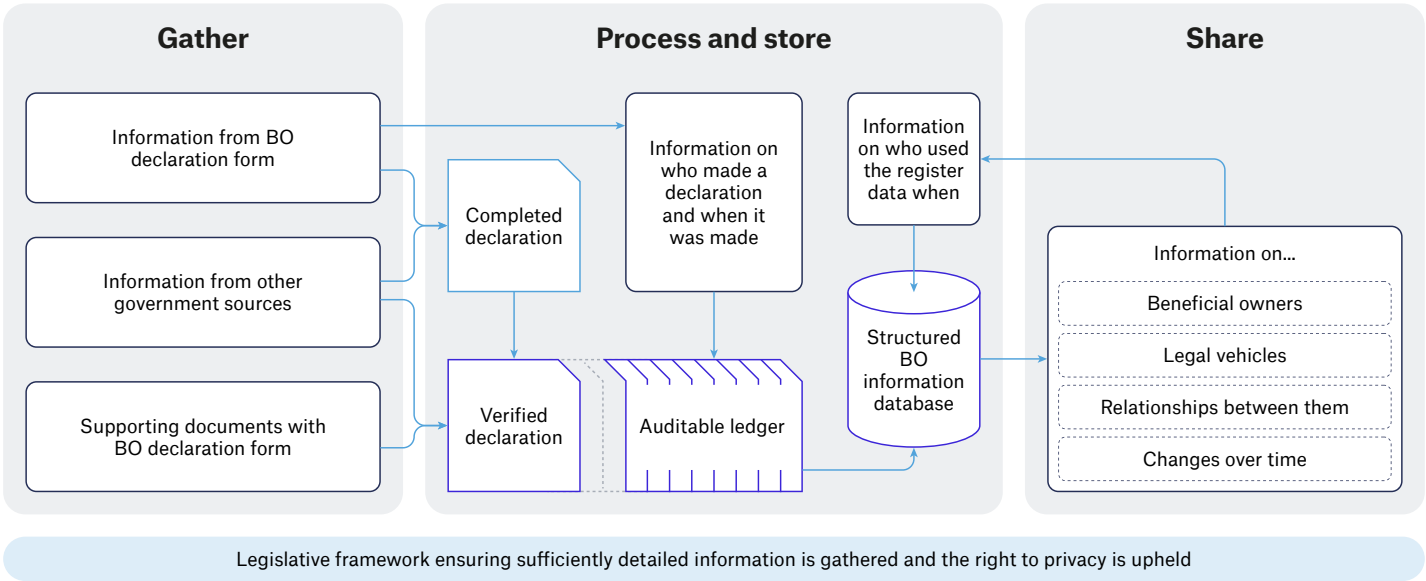 Gather
Information from BO
declaration form
Information from other
government sources
Supporting documents with
BO declaration form
Process and store
Completed
declaration
Verified
declaration
Information on
who made a
declaration
and when it
was made
Auditable ledger
Information
on who used
the register
data when
Structured
BO
information
database
Share
Information on...
Beneficial owners
Legal vehicles
Relationships between them
Changes over time
Legislative framework ensuring sufficiently detailed information is gathered and the right to privacy is upheld